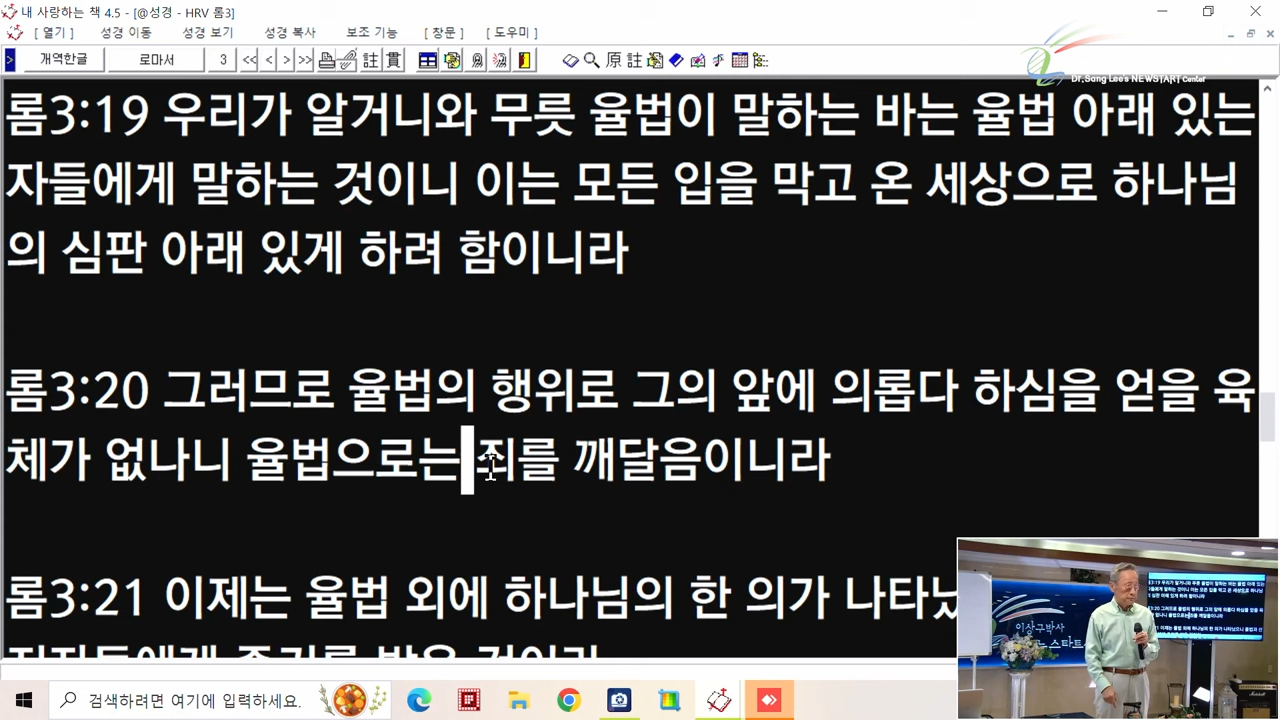 내 사랑하는 책 4.5 - [@성경 - HRV 롬3]
[ 열기 ] 성경 이동 성경 보기 성경 복사 보조 기능 [ 창문 ] [ 도우미 ]
개역한글 로마서 3 << < > >> 註 貫 原 註
Dr.Sang Lee's NEWSTART Center
롬3:19 우리가 알거니와 무릇 율법이 말하는 바는 율법 아래 있는
자들에게 말하는 것이니 이는 모든 입을 막고 온 세상으로 하나님
의 심판 아래 있게 하려 함이니라
롬3:20 그러므로 율법의 행위로 그의 앞에 의롭다 하심을 얻을 육
체가 없나니 율법으로는 죄를 깨달음이니라
롬3:21 이제는 율법 외에 하나님의 한 의가 나타났
이상구박사
검색하려면 여기에 입력하세요.